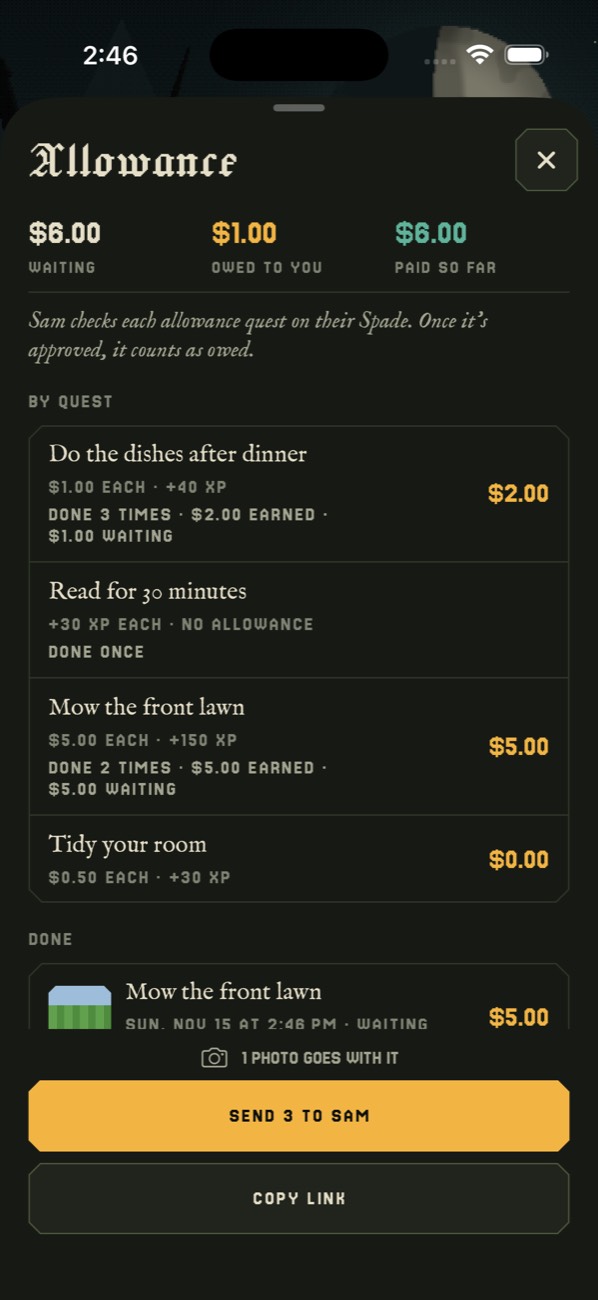 2:46
Allowance
$6.00
WAITING
$1.00
OWED TO YOU
$6.00
PAID SO FAR
Sam checks each allowance quest on their Spade. Once it's
approved, it counts as owed.
BY QUEST
Do the dishes after dinner
$1.00 EACH · +40 XP
DONE 3 TIMES · $2.00 EARNED ·
$1.00 WAITING
$2.00
Read for 30 minutes
+30 XP EACH · NO ALLOWANCE
DONE ONCE
Mow the front lawn
$5.00 EACH · +150 XP
DONE 2 TIMES · $5.00 EARNED ·
$5.00 WAITING
$5.00
Tidy your room
$0.50 EACH · +30 XP
$0.00
DONE
Mow the front lawn
SUN, NOV 15 AT 2:46 PM · WAITING
$5.00
1 PHOTO GOES WITH IT
SEND 3 TO SAM
COPY LINK